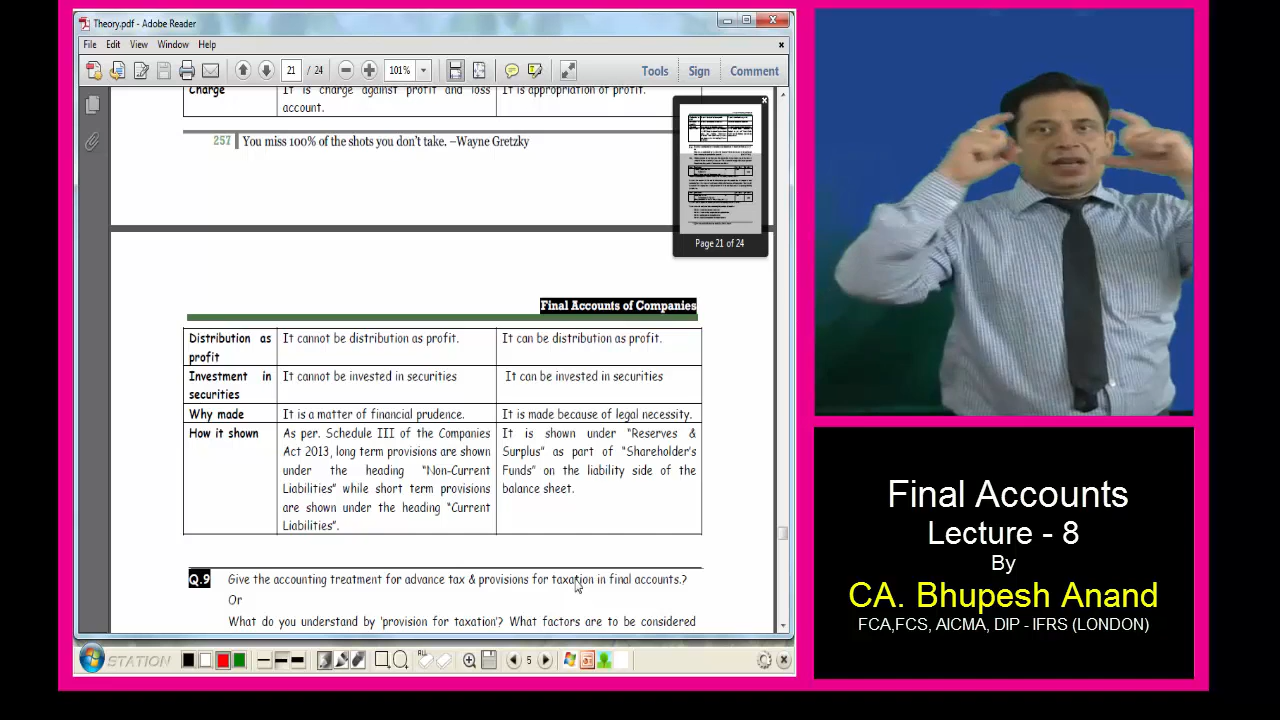 Theory.pdf - Adobe Reader
File Edit View Window Help
21 / 24 101% Tools Sign Comment
Charge It is charge against profit and loss account. It is appropriation of profit.
257 You miss 100% of the shots you don't take. –Wayne Gretzky
Page 21 of 24
Final Accounts of Companies
Distribution as It cannot be distribution as profit. It can be distribution as profit.
profit
Investment in It cannot be invested in securities It can be invested in securities
securities
Why made It is a matter of financial prudence. It is made because of legal necessity.
How it shown As per. Schedule III of the Companies It is shown under "Reserves &
Act 2013, long term provisions are shown Surplus" as part of "Shareholder's
under the heading "Non-Current Funds" on the liability side of the
Liabilities" while short term provisions balance sheet.
are shown under the heading "Current
Liabilities".
Q.9 Give the accounting treatment for advance tax & provisions for taxation in final accounts.?
Or
What do you understand by 'provision for taxation'? What factors are to be considered
STATION 5
Final Accounts
Lecture - 8
By
CA. Bhupesh Anand
FCA,FCS, AICMA, DIP - IFRS (LONDON)